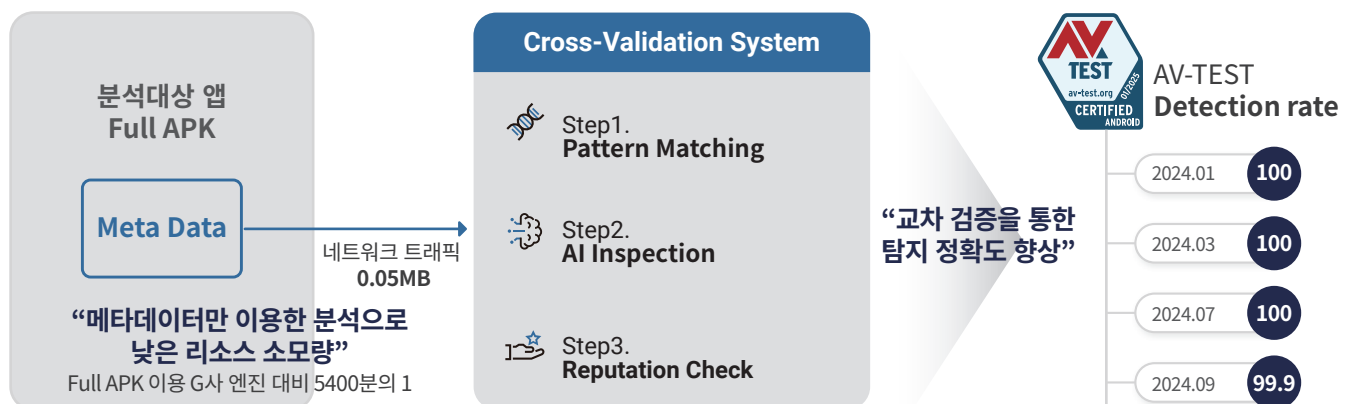 분석대상 앱
Full APK
Meta Data
네트워크 트래픽
0.05MB
“메타데이터만 이용한 분석으로
낮은 리소스 소모량”
Full APK 이용 G사 엔진 대비 5400분의 1
Cross-Validation System
Step1.
Pattern Matching
Step2.
AI Inspection
Step3.
Reputation Check
“교차 검증을 통한
탐지 정확도 향상”
AV
TEST
av-test.org
01/2025
CERTIFIED
ANDROID
AV-TEST
Detection rate
2024.01 100
2024.03 100
2024.07 100
2024.09 99.9